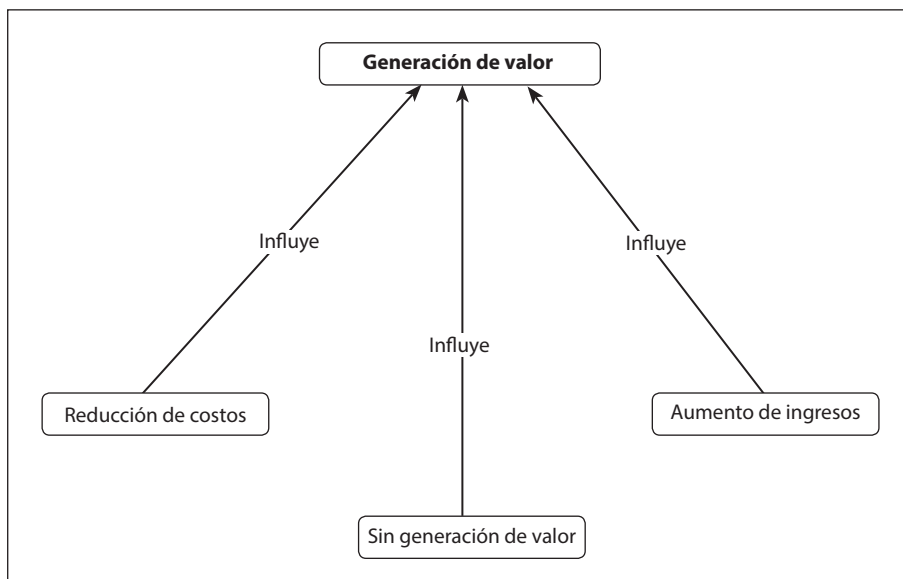 Generación de valor
Influye
Influye
Influye
Reducción de costos
Aumento de ingresos
Sin generación de valor